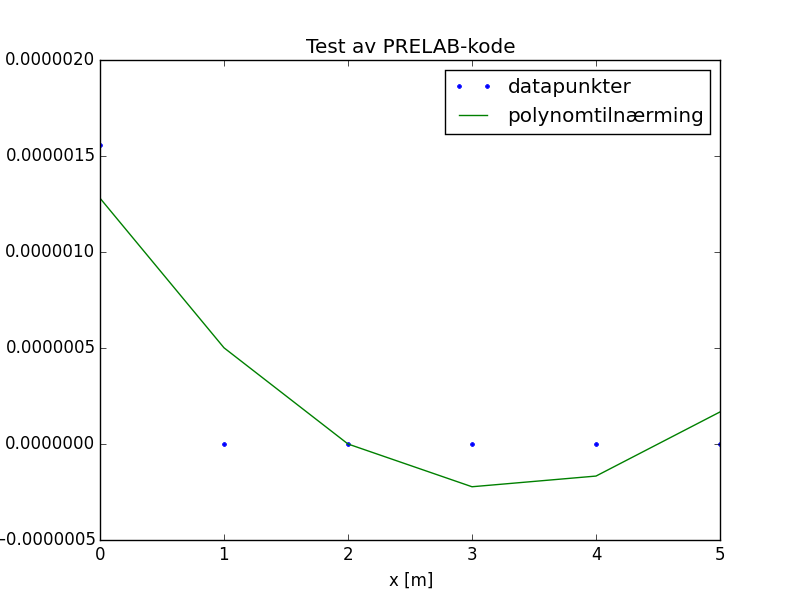 Test av PRELAB-kode
0.0000020
0.0000015
0.0000010
0.0000005
0.0000000
−0.0000005
datapunkter
polynomtilnærming
0 1 2 3 4 5
x [m]